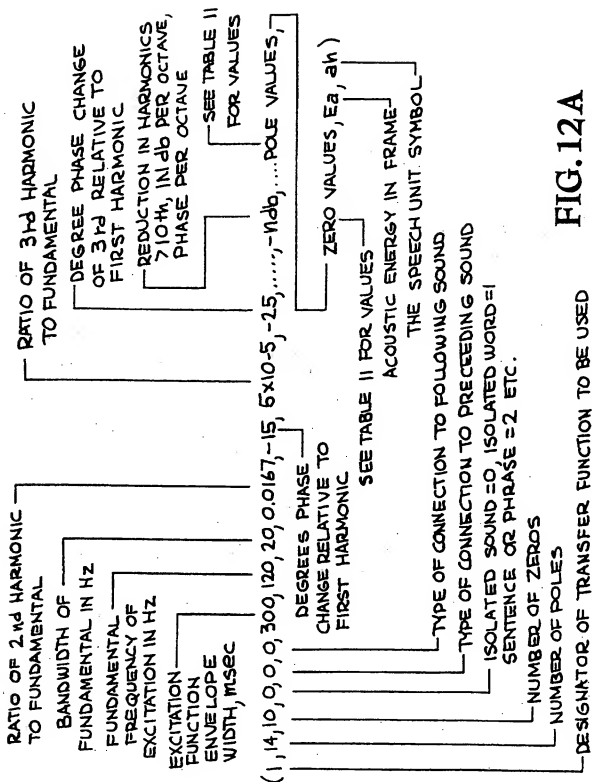 RATIO OF 2nd HARMONIC
TO FUNDAMENTAL
BANDWIDTH OF
FUNDAMENTAL IN Hz
FUNDAMENTAL
FREQUENCY OF
EXCITATION IN Hz
EXCITATION
FUNCTION
ENVELOPE
WIDTH, msec
RATIO OF 3rd HARMONIC
TO FUNDAMENTAL
DEGREE PHASE CHANGE
OF 3rd RELATIVE TO
FIRST HARMONIC
REDUCTION IN HARMONICS
>10th, IN db PER OCTAVE,
PHASE PER OCTAVE
SEE TABLE II
FOR VALUES
(1, 14, 10, 0, 0, 0, 300, 120, 20, 0.0167, -15, 5x10-5, -25, ......, -ndb, .....POLE VALUES,
ZERO VALUES, Ea, ah)
DEGREES PHASE
CHANGE RELATIVE TO
FIRST HARMONIC
SEE TABLE II FOR VALUES
ACOUSTIC ENERGY IN FRAME
THE SPEECH UNIT SYMBOL
TYPE OF CONNECTION TO FOLLOWING SOUND
TYPE OF CONNECTION TO PRECEEDING SOUND
ISOLATED SOUND =0, ISOLATED WORD=1
SENTENCE OR PHRASE =2 ETC.
NUMBER OF ZEROS
NUMBER OF POLES
DESIGNATOR OF TRANSFER FUNCTION TO BE USED
FIG.12A